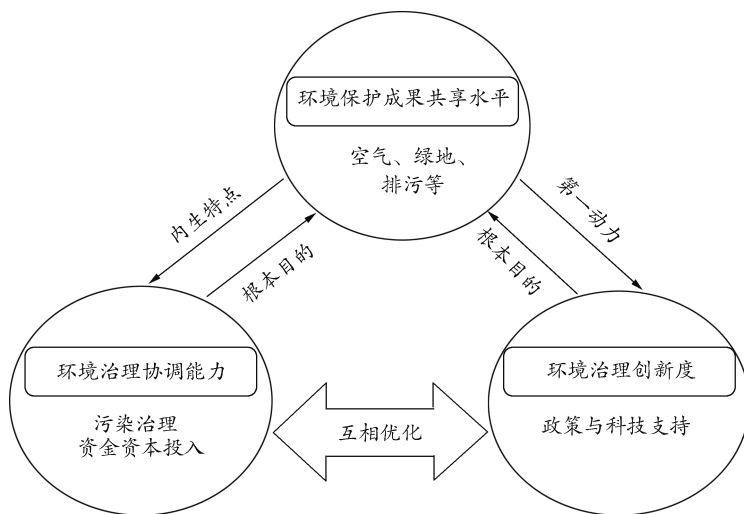 环境保护成果共享水平
空气、绿地、
排污等
内生特点
根本目的
第一动力
根本目的
环境治理协调能力
污染治理
资金资本投入
互相优化
环境治理创新度
政策与科技支持